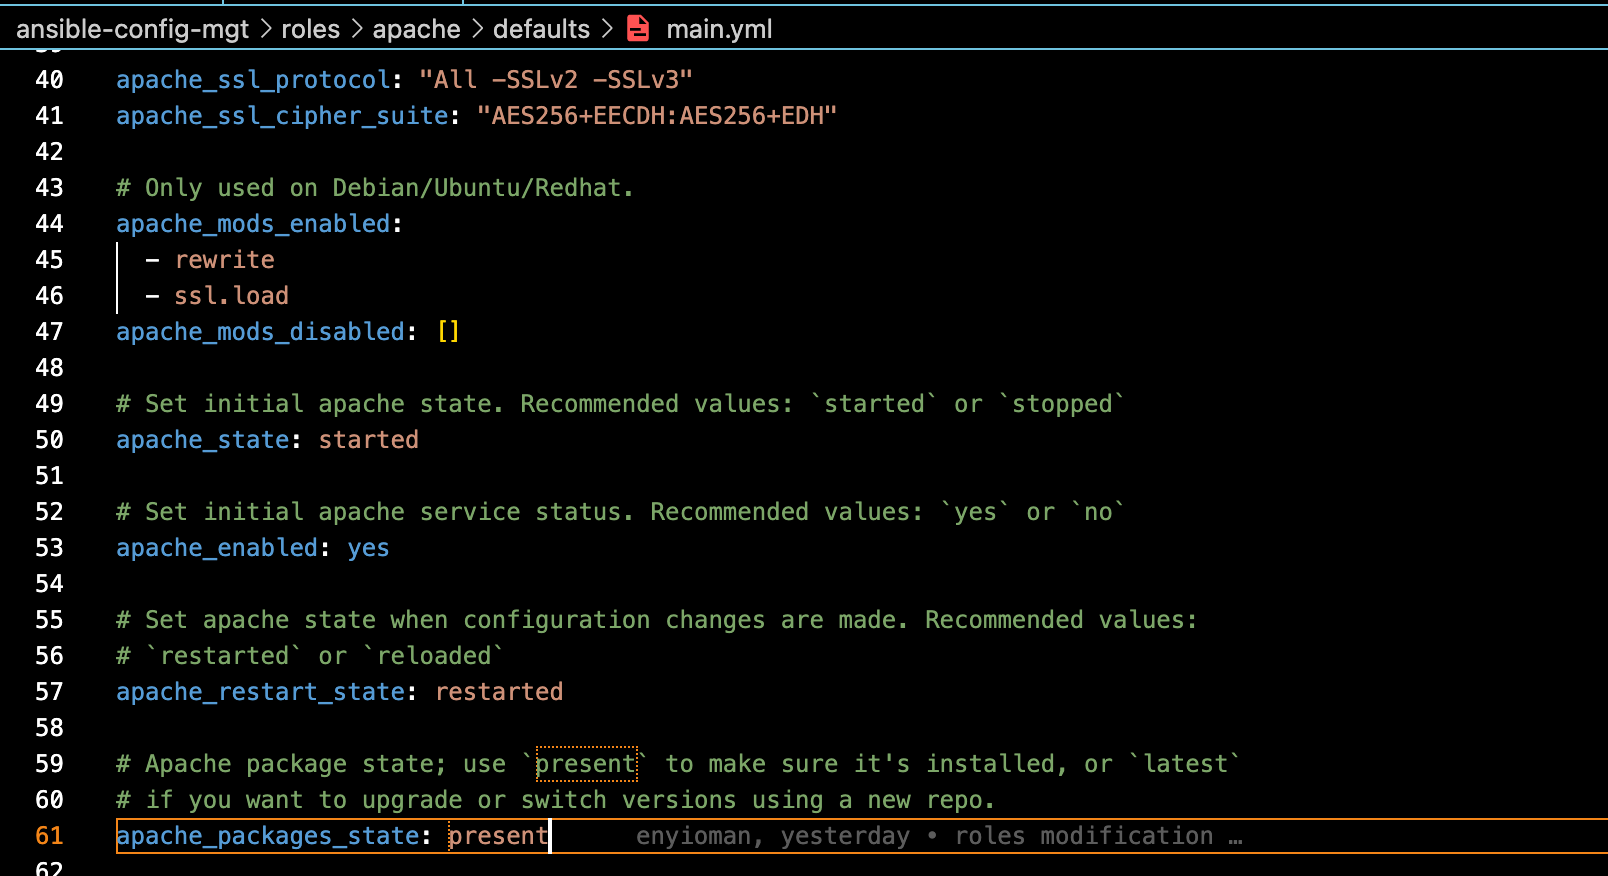 ansible-config-mgt > roles > apache > defaults > main.yml
39
40 apache_ssl_protocol: "All -SSLv2 -SSLv3"
41 apache_ssl_cipher_suite: "AES256+EECDH:AES256+EDH"
42
43 # Only used on Debian/Ubuntu/Redhat.
44 apache_mods_enabled:
45   - rewrite
46   - ssl.load
47 apache_mods_disabled: []
48
49 # Set initial apache state. Recommended values: `started` or `stopped`
50 apache_state: started
51
52 # Set initial apache service status. Recommended values: `yes` or `no`
53 apache_enabled: yes
54
55 # Set apache state when configuration changes are made. Recommended values:
56 # `restarted` or `reloaded`
57 apache_restart_state: restarted
58
59 # Apache package state; use `present` to make sure it's installed, or `latest`
60 # if you want to upgrade or switch versions using a new repo.
61 apache_packages_state: present enyioman, yesterday • roles modification …
62